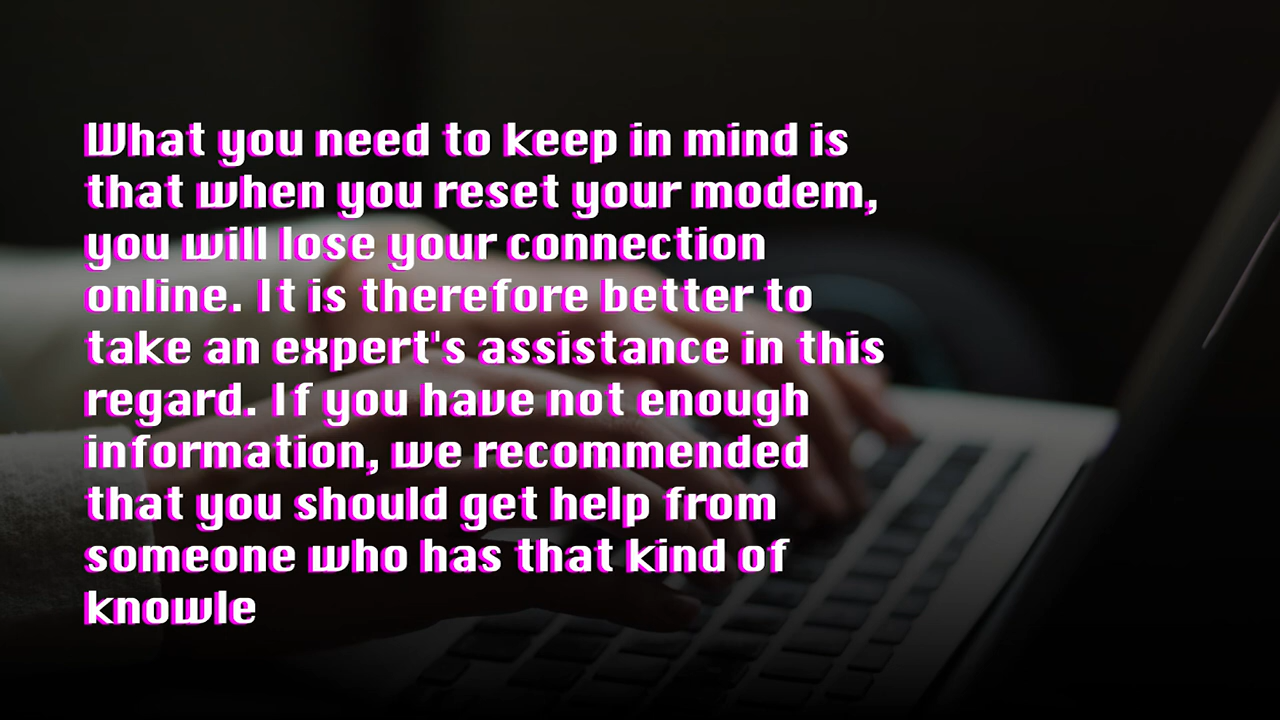 What you need to keep in mind is
that when you reset your modem,
you will lose your connection
online. It is therefore better to
take an expert's assistance in this
regard. If you have not enough
information, we recommended
that you should get help from
someone who has that kind of
knowle